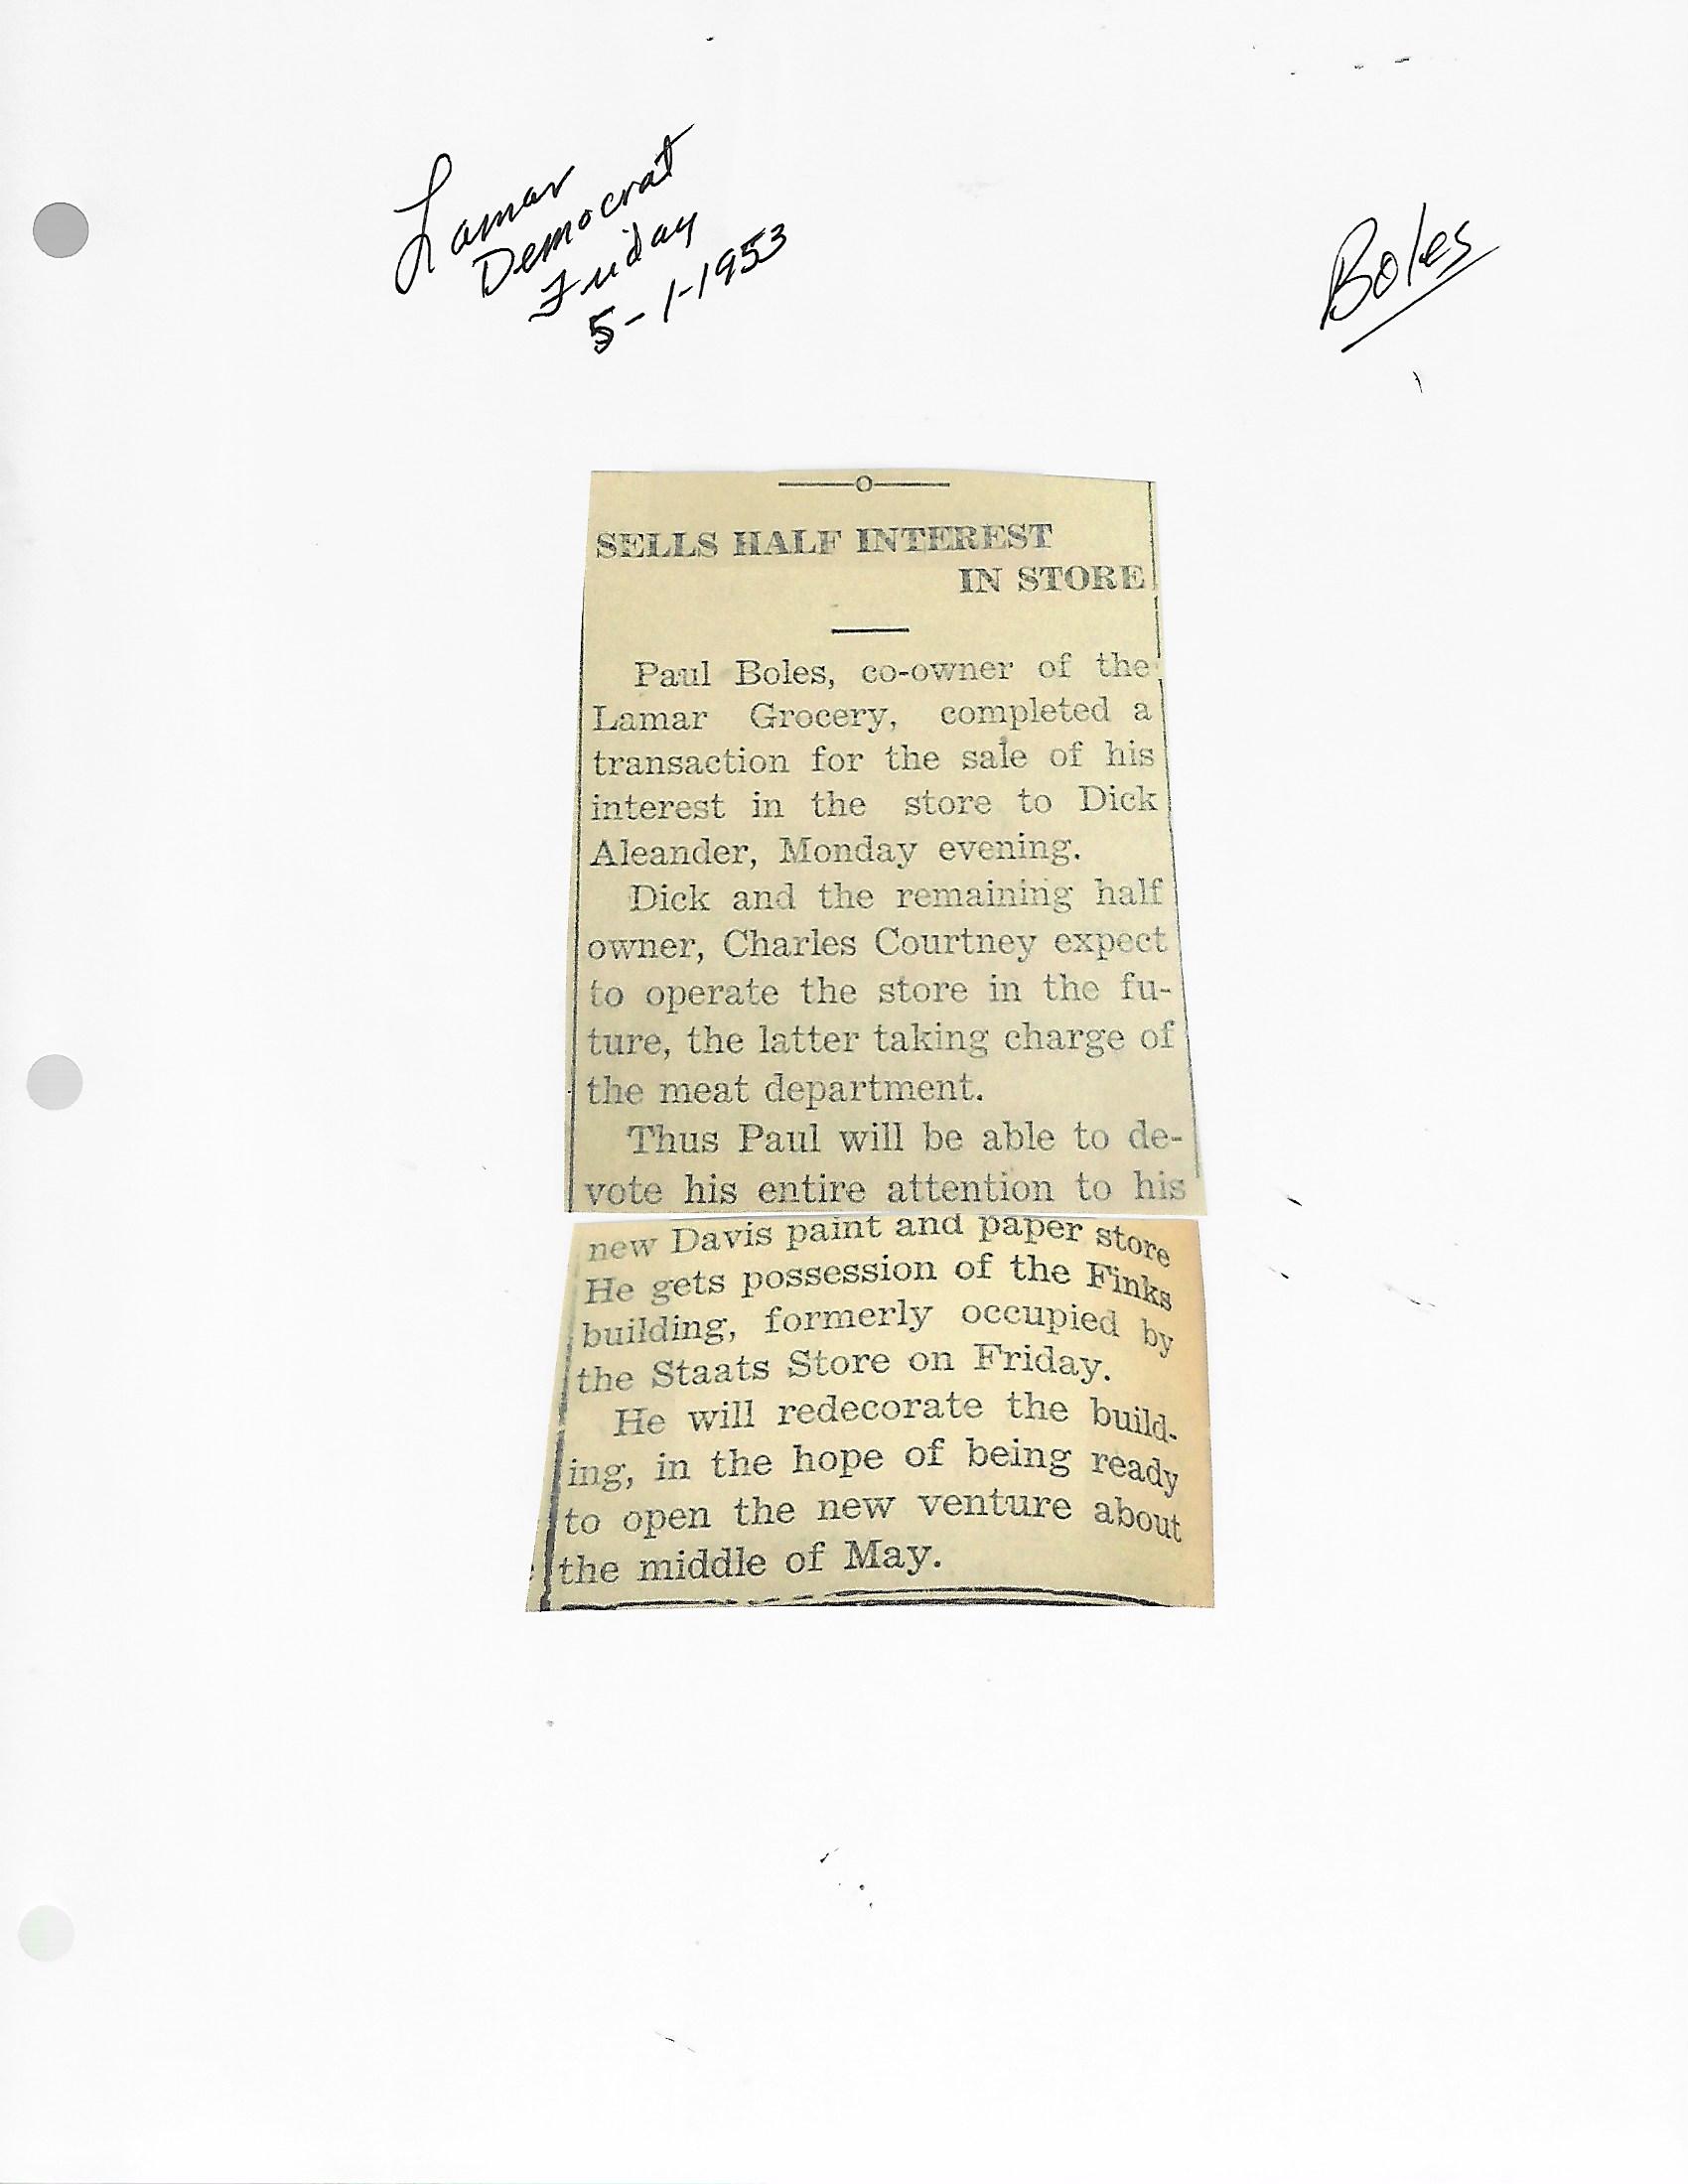 Lamar
Democrat
Friday
5-1-1953
Boles
SELLS HALF INTEREST
IN STORE
Paul Boles, co-owner of the
Lamar Grocery, completed a
transaction for the sale of his
interest in the store to Dick
Aleander, Monday evening.
Dick and the remaining half
owner, Charles Courtney expect
to operate the store in the fu-
ture, the latter taking charge of
the meat department.
Thus Paul will be able to de-
vote his entire attention to his
new Davis paint and paper store
He gets possession of the Finks
building, formerly occupied by
the Staats Store on Friday.
He will redecorate the build-
ing, in the hope of being ready
to open the new venture about
the middle of May.